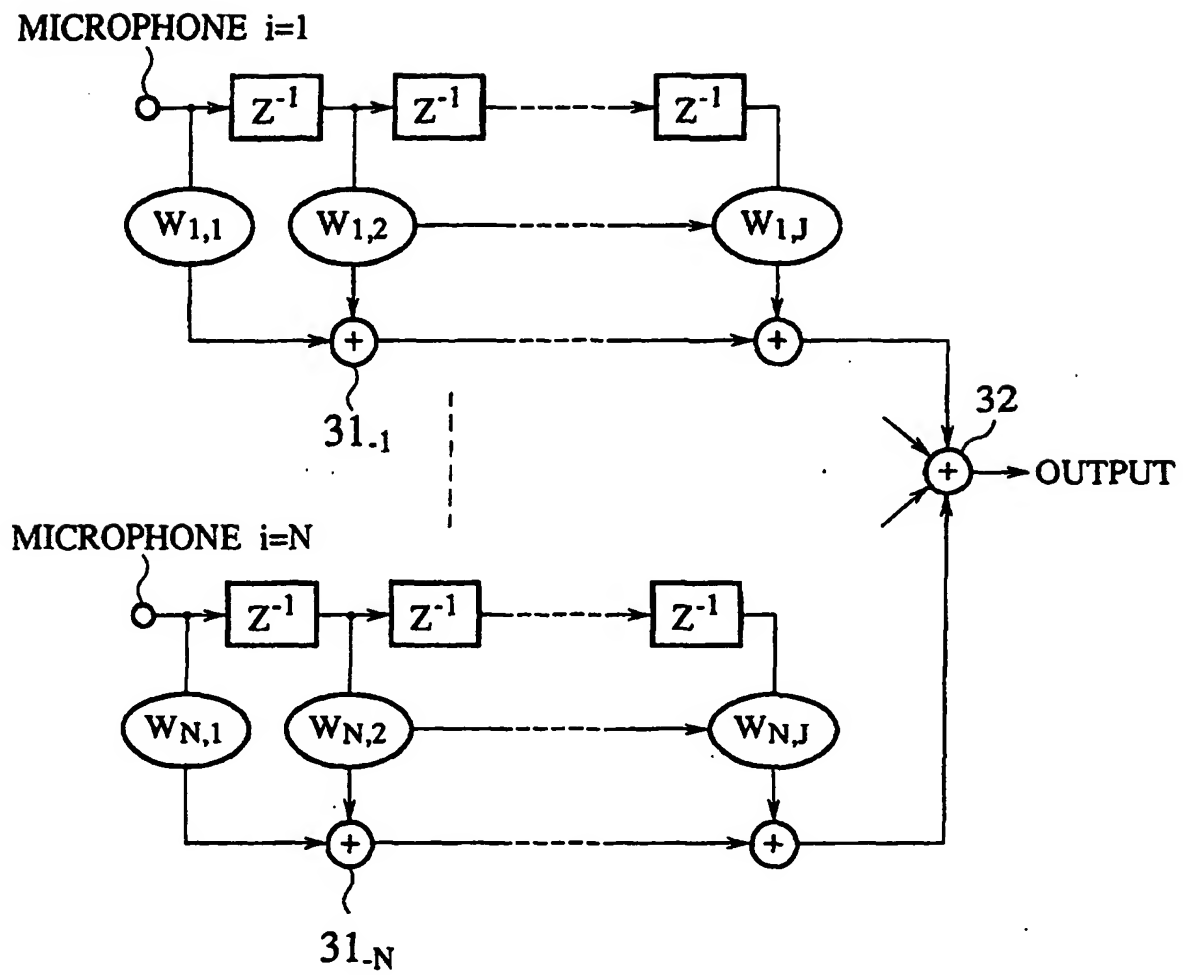 MICROPHONE i=1
Z⁻¹ Z⁻¹ Z⁻¹
W₁,₁ W₁,₂ W₁,J
+ +
31-1
32
+ OUTPUT
MICROPHONE i=N
Z⁻¹ Z⁻¹ Z⁻¹
WN,1 WN,2 WN,J
+ +
31-N